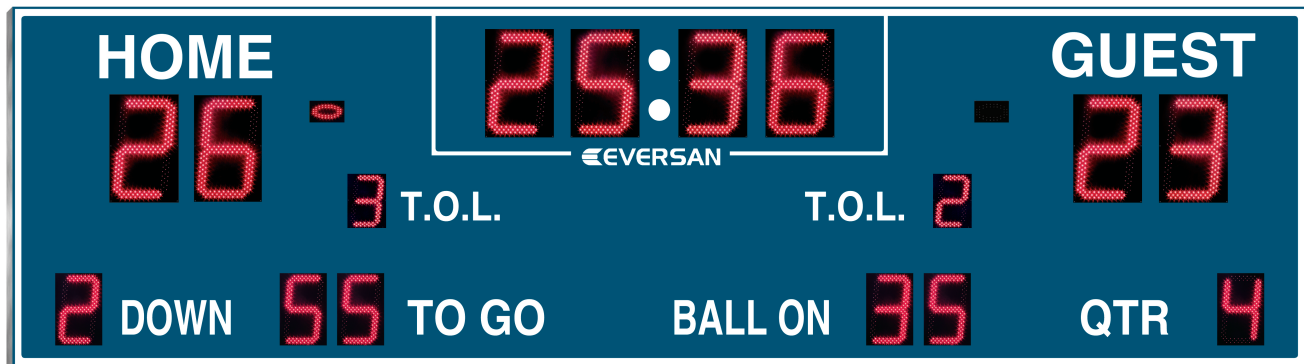 HOME 25:36 GUEST
26 23
EVERSAN
3 T.O.L. T.O.L. 2
2 DOWN 55 TO GO BALL ON 35 QTR 4